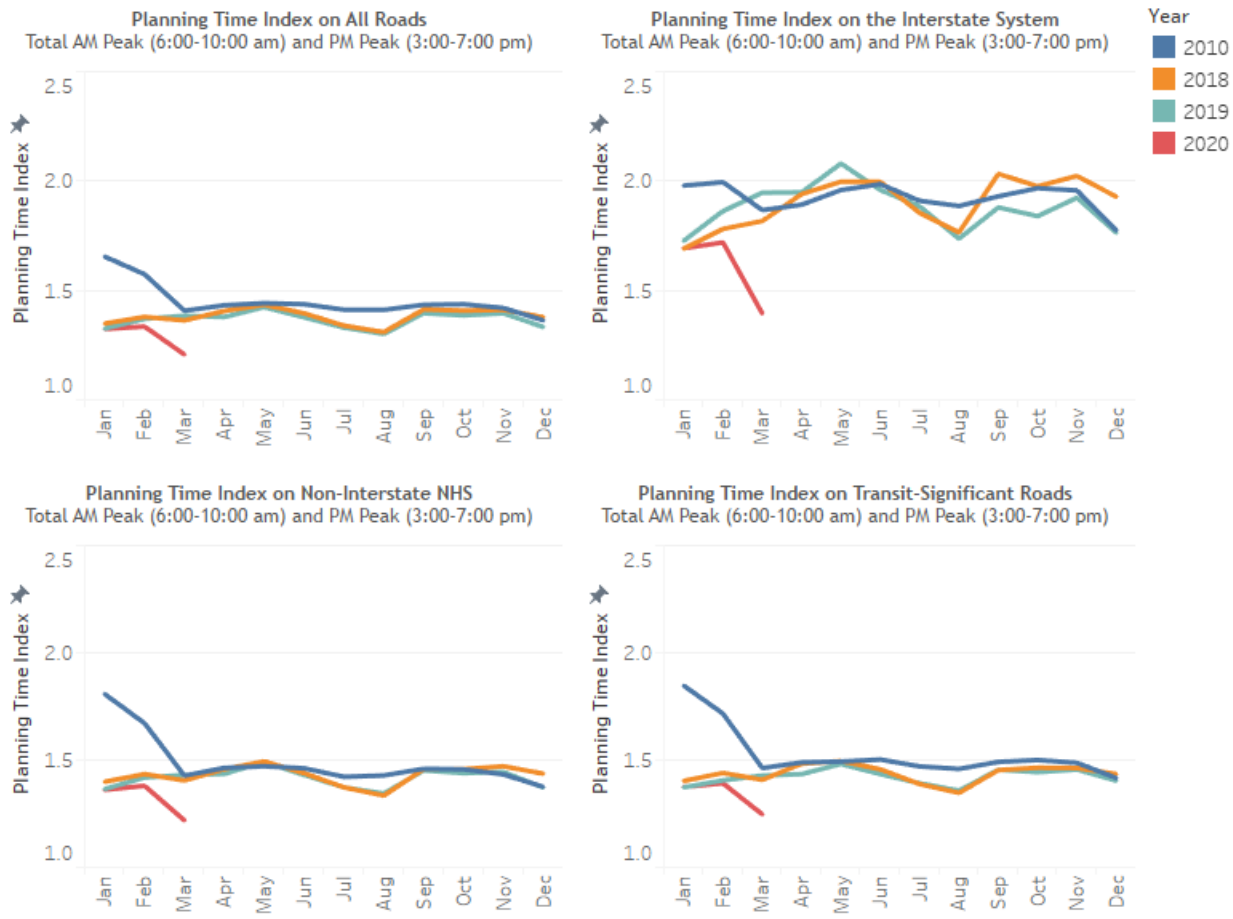 Planning Time Index on All Roads
Total AM Peak (6:00-10:00 am) and PM Peak (3:00-7:00 pm)
2.5
2.0
1.5
1.0
Planning Time Index
Jan
Feb
Mar
Apr
May
Jun
Jul
Aug
Sep
Oct
Nov
Dec
Planning Time Index on the Interstate System
Total AM Peak (6:00-10:00 am) and PM Peak (3:00-7:00 pm)
2.5
2.0
1.5
1.0
Planning Time Index
Jan
Feb
Mar
Apr
May
Jun
Jul
Aug
Sep
Oct
Nov
Dec
Year
2010
2018
2019
2020
Planning Time Index on Non-Interstate NHS
Total AM Peak (6:00-10:00 am) and PM Peak (3:00-7:00 pm)
2.5
2.0
1.5
1.0
Planning Time Index
Jan
Feb
Mar
Apr
May
Jun
Jul
Aug
Sep
Oct
Nov
Dec
Planning Time Index on Transit-Significant Roads
Total AM Peak (6:00-10:00 am) and PM Peak (3:00-7:00 pm)
2.5
2.0
1.5
1.0
Planning Time Index
Jan
Feb
Mar
Apr
May
Jun
Jul
Aug
Sep
Oct
Nov
Dec